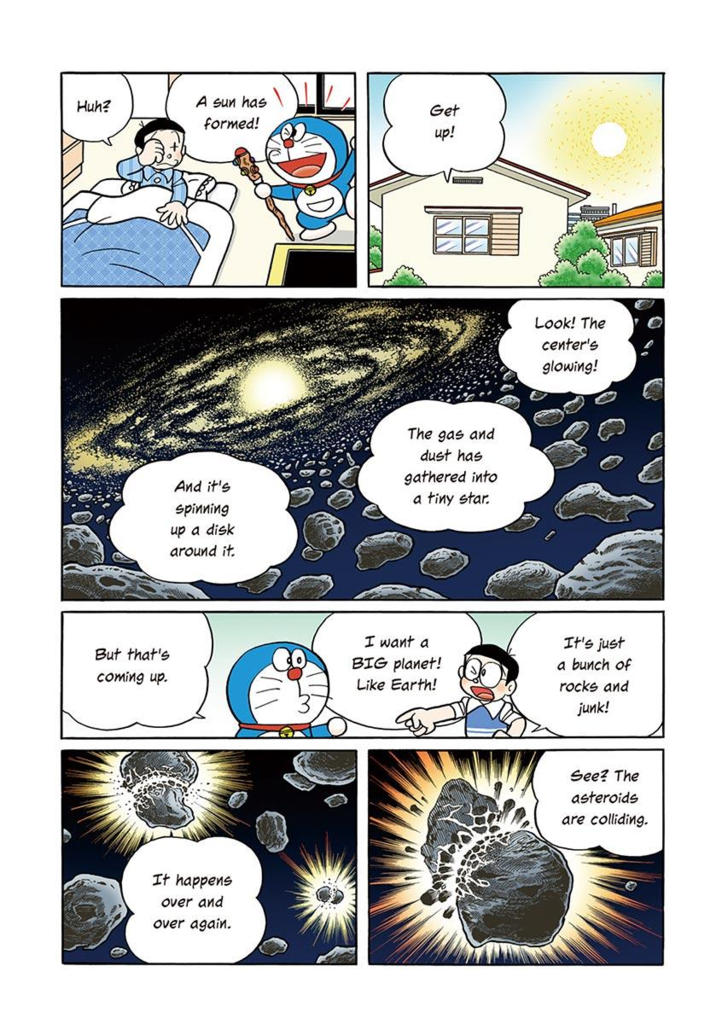 Get
up!
A sun has
formed!
Huh?
Look! The
center's
glowing!
The gas and
dust has
gathered into
a tiny star.
And it's
spinning
up a disk
around it.
It's just
a bunch of
rocks and
junk!
I want a
BIG planet!
Like Earth!
But that's
coming up.
See? The
asteroids
are colliding.
It happens
over and
over again.